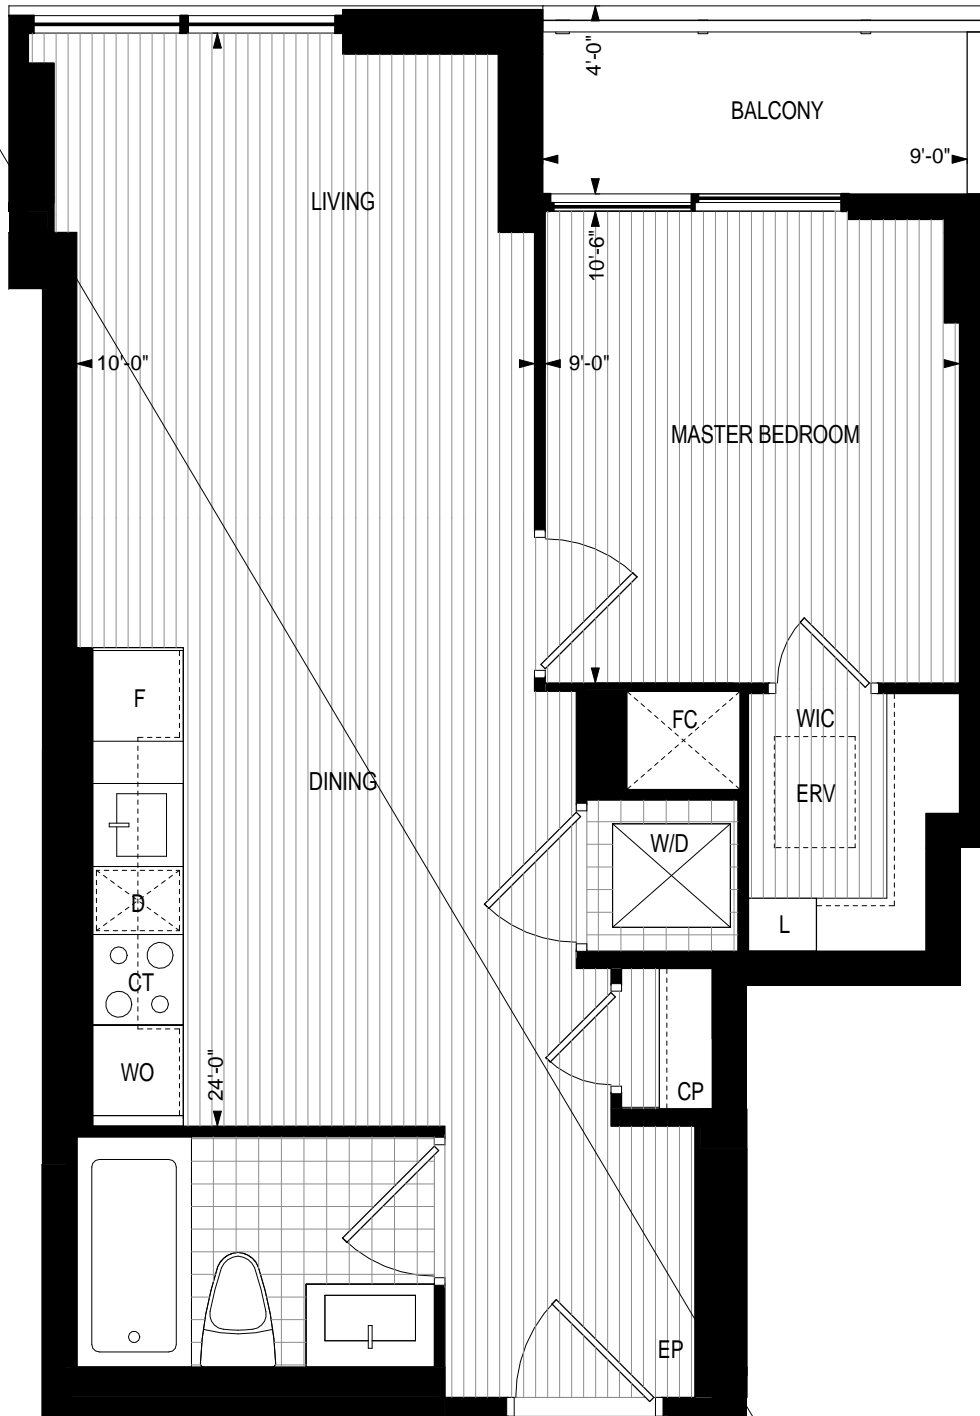 4'-0"
BALCONY
9'-0"
LIVING
10'-6"
10'-0"
9'-0"
MASTER BEDROOM
F
FC
WIC
DINING
ERV
W/D
D
L
CT
WO
24'-0"
CP
EP